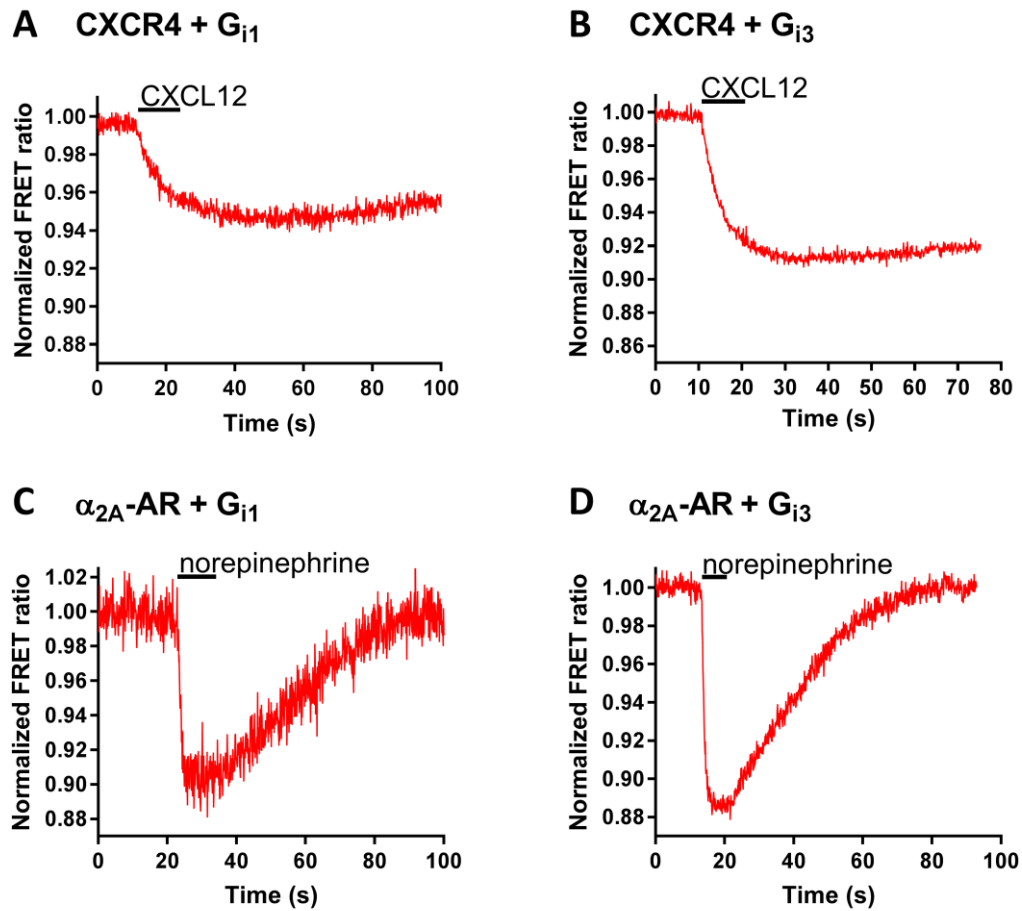 A CXCR4 + Gi1
CXCL12
Normalized FRET ratio
1.00
0.98
0.96
0.94
0.92
0.90
0.88
0 20 40 60 80 100
Time (s)
B CXCR4 + Gi3
CXCL12
Normalized FRET ratio
1.00
0.98
0.96
0.94
0.92
0.90
0.88
0.86
0 10 20 30 40 50 60 70 80
Time (s)
C α2A-AR + Gi1
norepinephrine
Normalized FRET ratio
1.02
1.00
0.98
0.96
0.94
0.92
0.90
0.88
0 20 40 60 80 100
Time (s)
D α2A-AR + Gi3
norepinephrine
Normalized FRET ratio
1.00
0.98
0.96
0.94
0.92
0.90
0.88
0 20 40 60 80 100
Time (s)